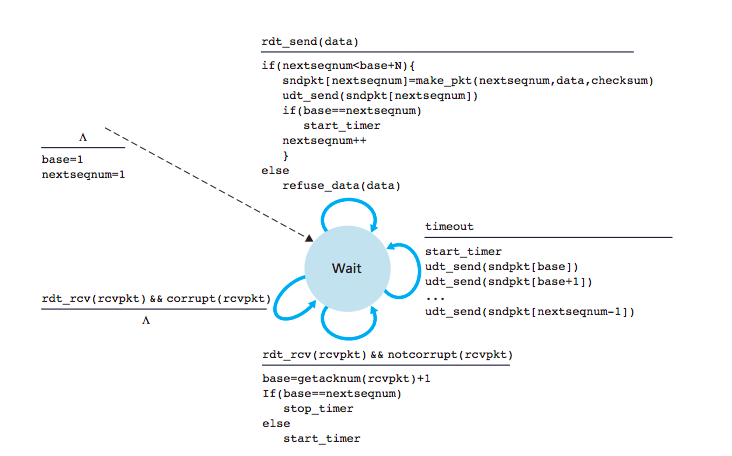 rdt_send(data)
if(nextseqnum<base+N){
sndpkt[nextseqnum]=make_pkt(nextseqnum,data,checksum)
udt_send(sndpkt[nextseqnum])
if(base==nextseqnum)
start_timer
nextseqnum++
}
else
refuse_data(data)
Λ
base=1
nextseqnum=1
Wait
timeout
start_timer
udt_send(sndpkt[base])
udt_send(sndpkt[base+1])
...
udt_send(sndpkt[nextseqnum-1])
rdt_rcv(rcvpkt) && corrupt(rcvpkt)
Λ
rdt_rcv(rcvpkt) && notcorrupt(rcvpkt)
base=getacknum(rcvpkt)+1
If(base==nextseqnum)
stop_timer
else
start_timer